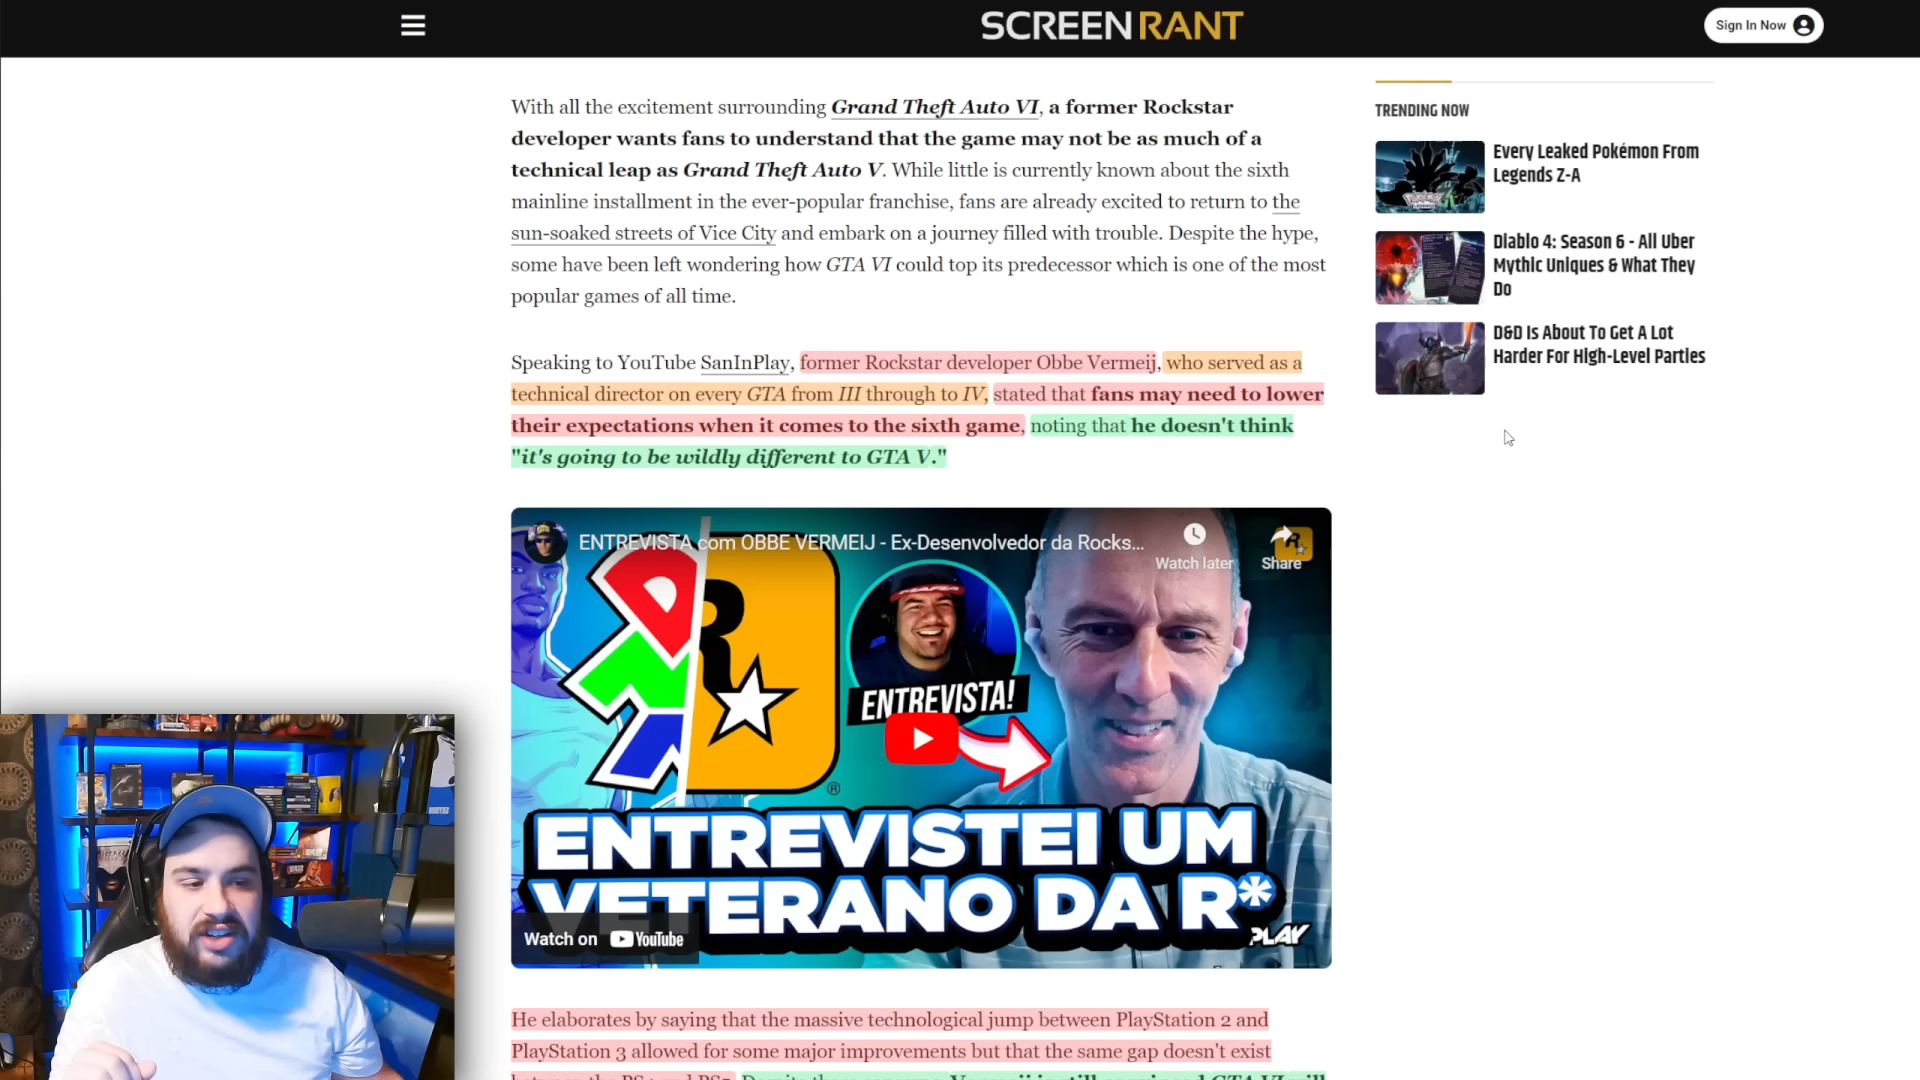 SCREENRANT
Sign In Now
With all the excitement surrounding Grand Theft Auto VI, a former Rockstar
developer wants fans to understand that the game may not be as much of a
technical leap as Grand Theft Auto V. While little is currently known about the sixth
mainline installment in the ever-popular franchise, fans are already excited to return to the
sun-soaked streets of Vice City and embark on a journey filled with trouble. Despite the hype,
some have been left wondering how GTA VI could top its predecessor which is one of the most
popular games of all time.
Speaking to YouTube SanInPlay, former Rockstar developer Obbe Vermeij, who served as a
technical director on every GTA from III through to IV, stated that fans may need to lower
their expectations when it comes to the sixth game, noting that he doesn't think
"it's going to be wildly different to GTA V."
ENTREVISTA com OBBE VERMEIJ - Ex-Desenvolvedor da Rocks...
Watch later
Share
R
R
®
ENTREVISTA!
ENTREVISTEI UM
VETERANO DA R*
PLAY
Watch on YouTube
He elaborates by saying that the massive technological jump between PlayStation 2 and
PlayStation 3 allowed for some major improvements but that the same gap doesn't exist
TRENDING NOW
Every Leaked Pokémon From
Legends Z-A
Diablo 4: Season 6 - All Uber
Mythic Uniques & What They
Do
D&D Is About To Get A Lot
Harder For High-Level Parties